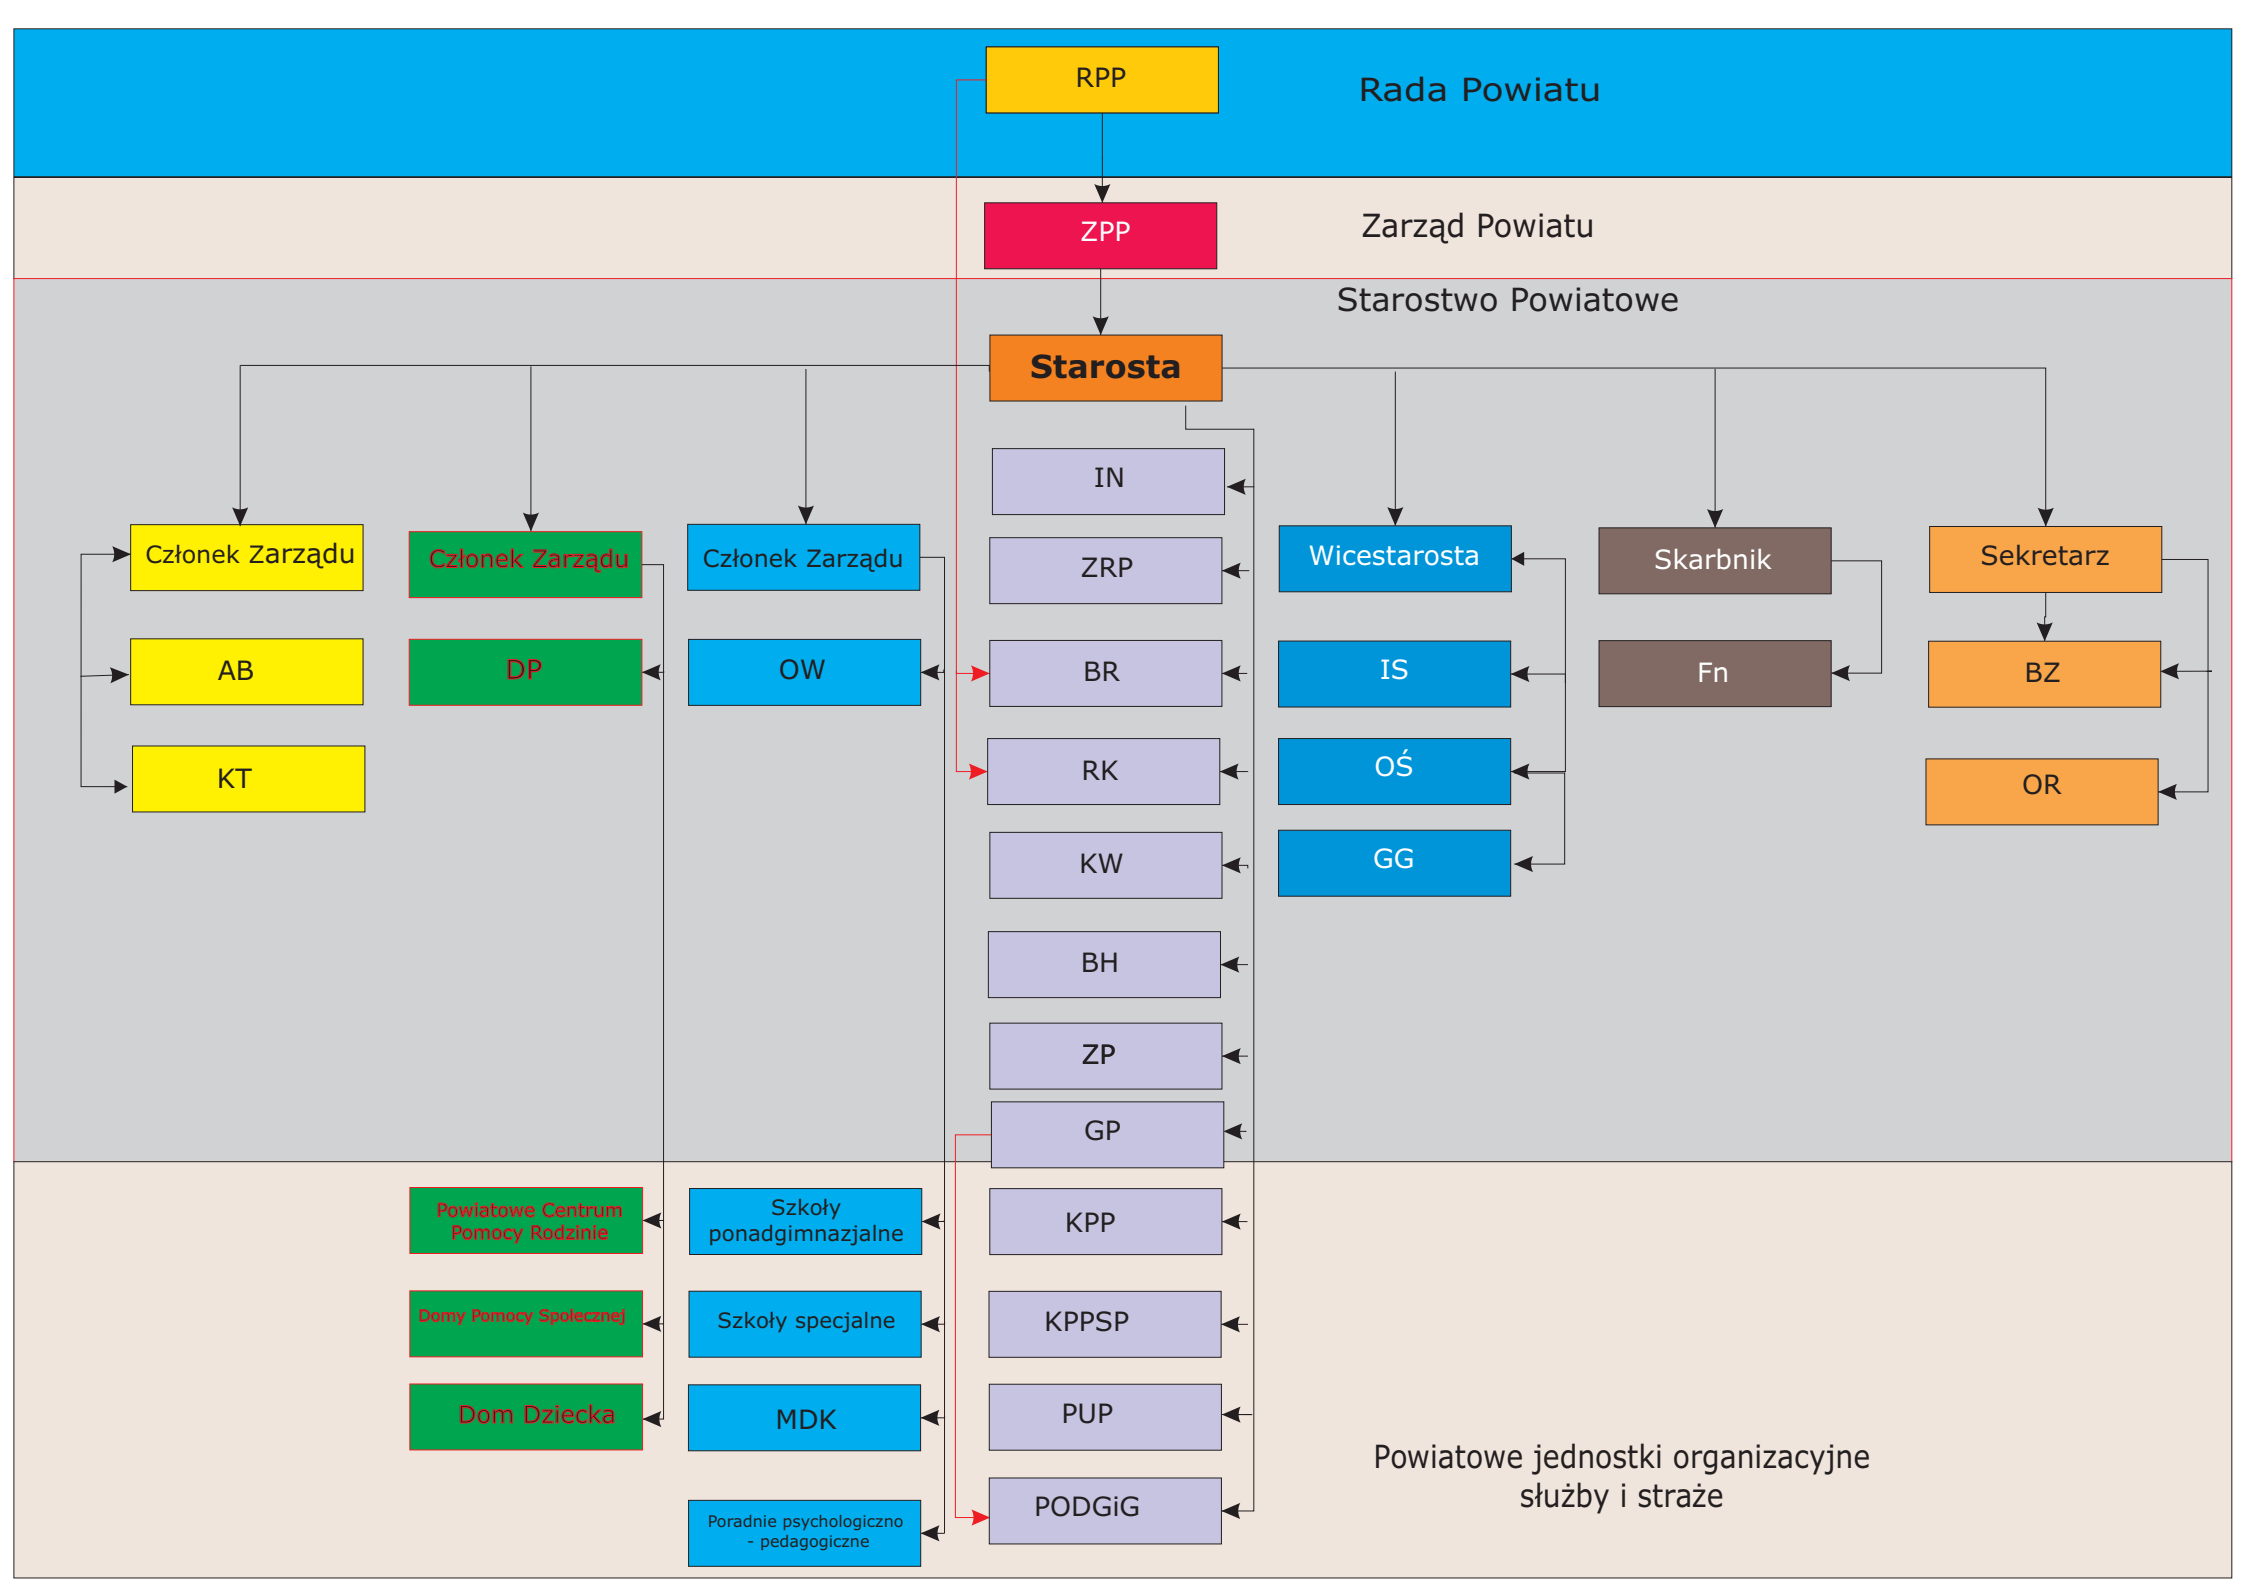 RPP
Rada Powiatu
ZPP
Zarząd Powiatu
Starostwo Powiatowe
Starosta
IN
Członek Zarządu
Członek Zarządu
Członek Zarządu
ZRP
Wicestarosta
Skarbnik
Sekretarz
AB
DP
OW
BR
IS
Fn
BZ
KT
RK
OŚ
OR
KW
GG
BH
ZP
GP
Powiatowe Centrum
Pomocy Rodzinie
Szkoły
ponadgimnazjalne
KPP
Domy Pomocy Społecznej
Szkoły specjalne
KPPSP
Dom Dziecka
MDK
PUP
Powiatowe jednostki organizacyjne
służby i straże
Poradnie psychologiczno
- pedagogiczne
PODGiG